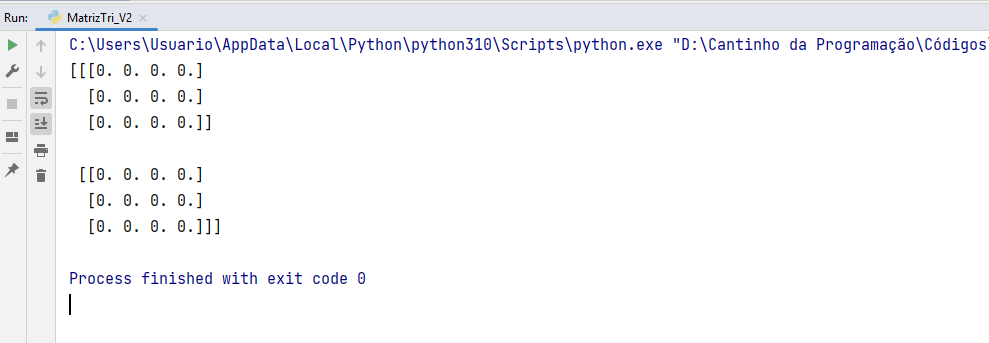 Run: MatrizTri_V2
C:\Users\Usuario\AppData\Local\Python\python310\Scripts\python.exe "D:\Cantinho da Programação\Códigos\
[[[0. 0. 0. 0.]
  [0. 0. 0. 0.]
  [0. 0. 0. 0.]]
 [[0. 0. 0. 0.]
  [0. 0. 0. 0.]
  [0. 0. 0. 0.]]]
Process finished with exit code 0